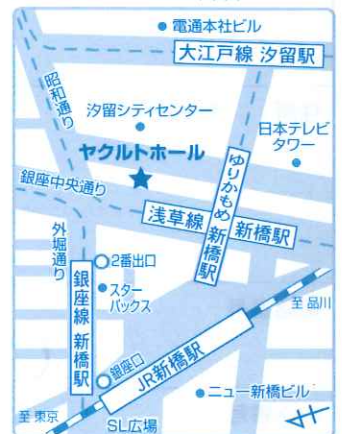 電通本社ビル
大江戸線 汐留駅
昭和通り
汐留シティセンター
日本テレビ
タワー
ヤクルトホール
ゆりかもめ 新橋駅
銀座中央通り
浅草線 新橋駅
外堀通り
2番出口
スター
バックス
銀座線 新橋駅
至 品川
銀座口
JR新橋駅
ニュー新橋ビル
至 東京
SL広場